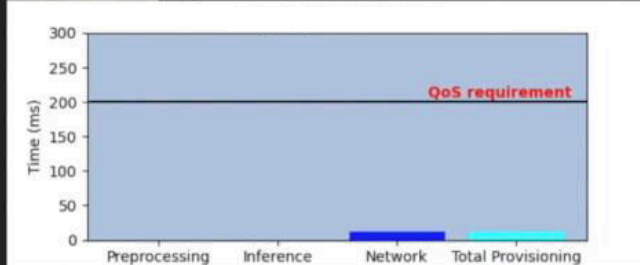 300
250
QoS requirement
200
150
100
50
0
Time (ms)
Preprocessing Inference Network Total Provisioning